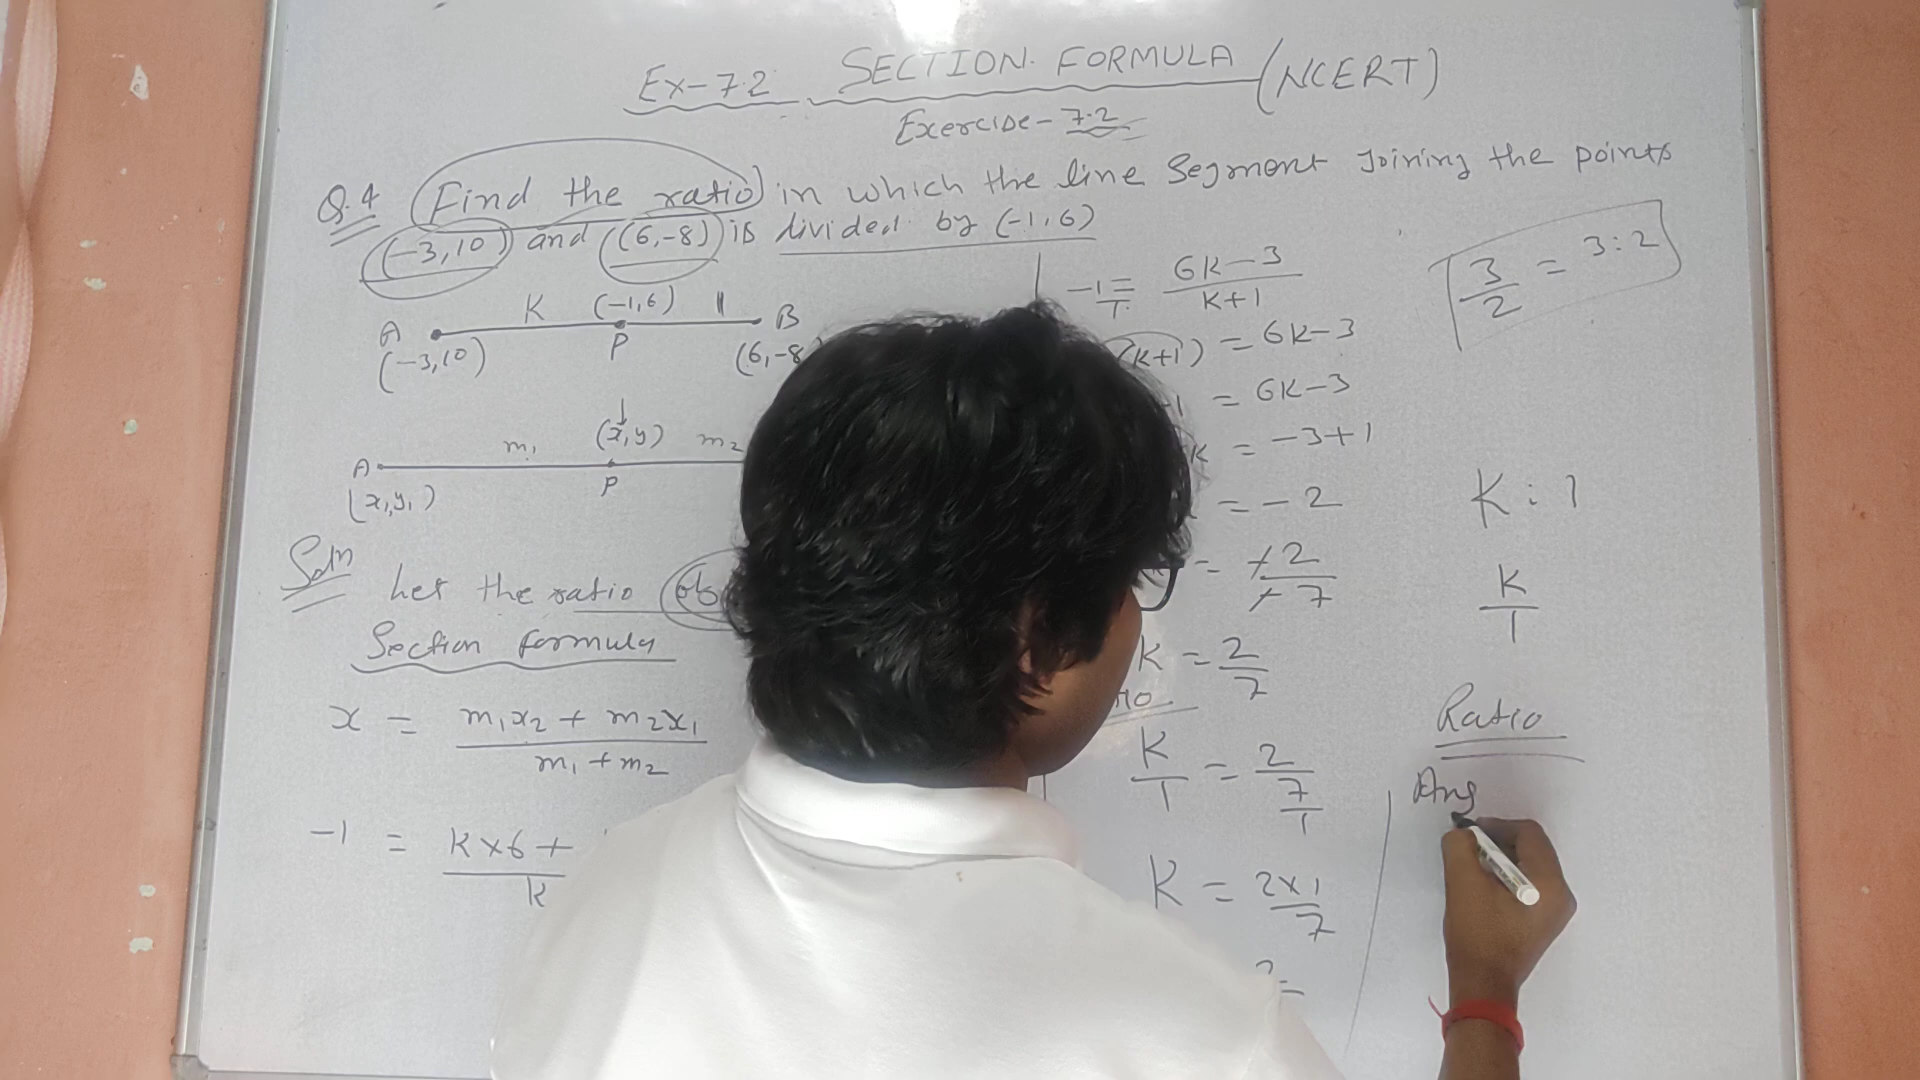 Ex-7.2 SECTION FORMULA (NCERT)
Exercise-7.2
Q.4 (Find the ratio) in which the line segment Joining the points
(-3,10) and (6,-8) is divided by (-1,6)
K (-1,6) 1
A P B
(-3,10) (6,-8
m₁ (x,y) m₂
A P
(x₁,y₁)
Soln
Let the ratio
Section formula
x = m₁x₂ + m₂x₁ / m₁+m₂
-1 = K×6+ / K
-1/1 = 6K-3 / K+1
(K+1) = 6K-3
-1 = 6K-3
K = -3+1
= -2
= -2/-7
K = 2/7
K/1 = 2/7/1
K = 2×1/7
3/2 = 3:2
K:1
K/1
Ratio
Ans